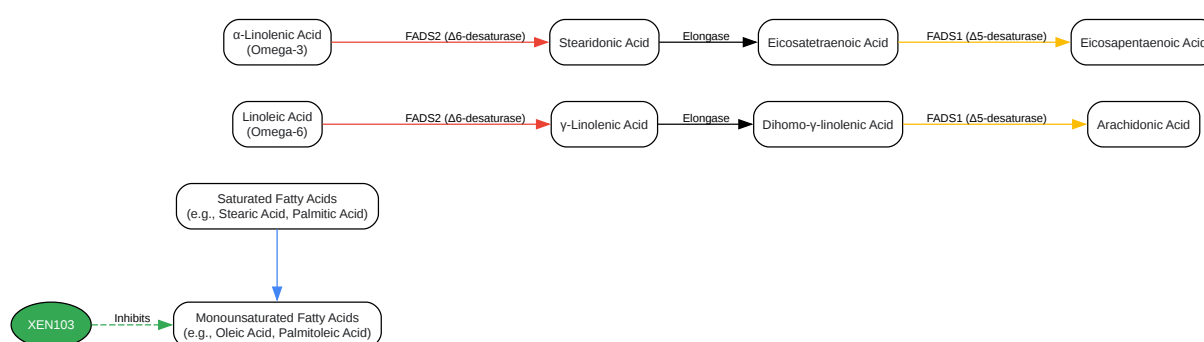 α-Linolenic Acid
(Omega-3)
FADS2 (Δ6-desaturase)
Stearidonic Acid
Elongase
Eicosatetraenoic Acid
FADS1 (Δ5-desaturase)
Eicosapentaenoic Acid
Linoleic Acid
(Omega-6)
FADS2 (Δ6-desaturase)
γ-Linolenic Acid
Elongase
Dihomo-γ-linolenic Acid
FADS1 (Δ5-desaturase)
Arachidonic Acid
Saturated Fatty Acids
(e.g., Stearic Acid, Palmitic Acid)
XEN103
Inhibits
Monounsaturated Fatty Acids
(e.g., Oleic Acid, Palmitoleic Acid)